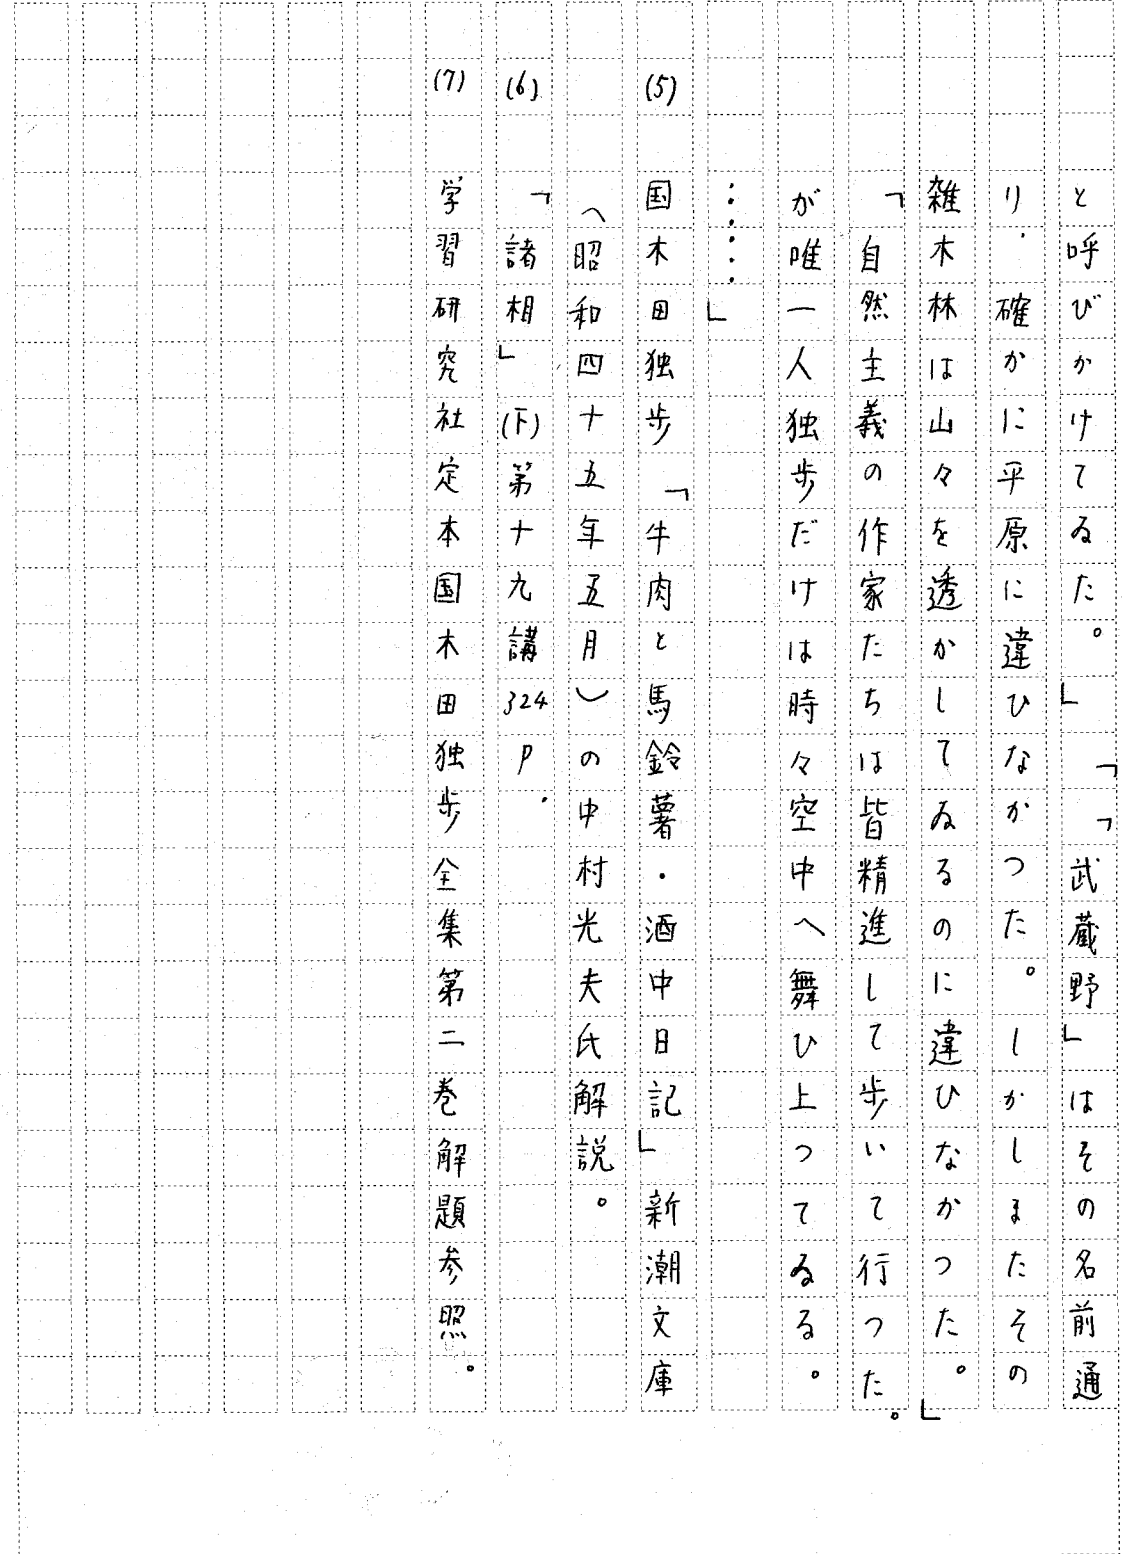 と呼びかけてゐた。」「「武蔵野」はその名前通
り、確かに平原に違ひなかつた。しかしまたその
雑木林は山々を透かしてゐるのに違ひなかつた。」
「自然主義の作家たちは皆精進して歩いて行つた。
が唯一人独歩だけは時々空中へ舞ひ上つてゐる。
……」
(5) 国木田独歩「牛肉と馬鈴薯・酒中日記」新潮文庫
(昭和四十五年五月)の中村光夫氏解説。
(6) 「諸相」(下)第十九講324P.
(7) 学習研究社定本国木田独歩全集第二巻解題参照。